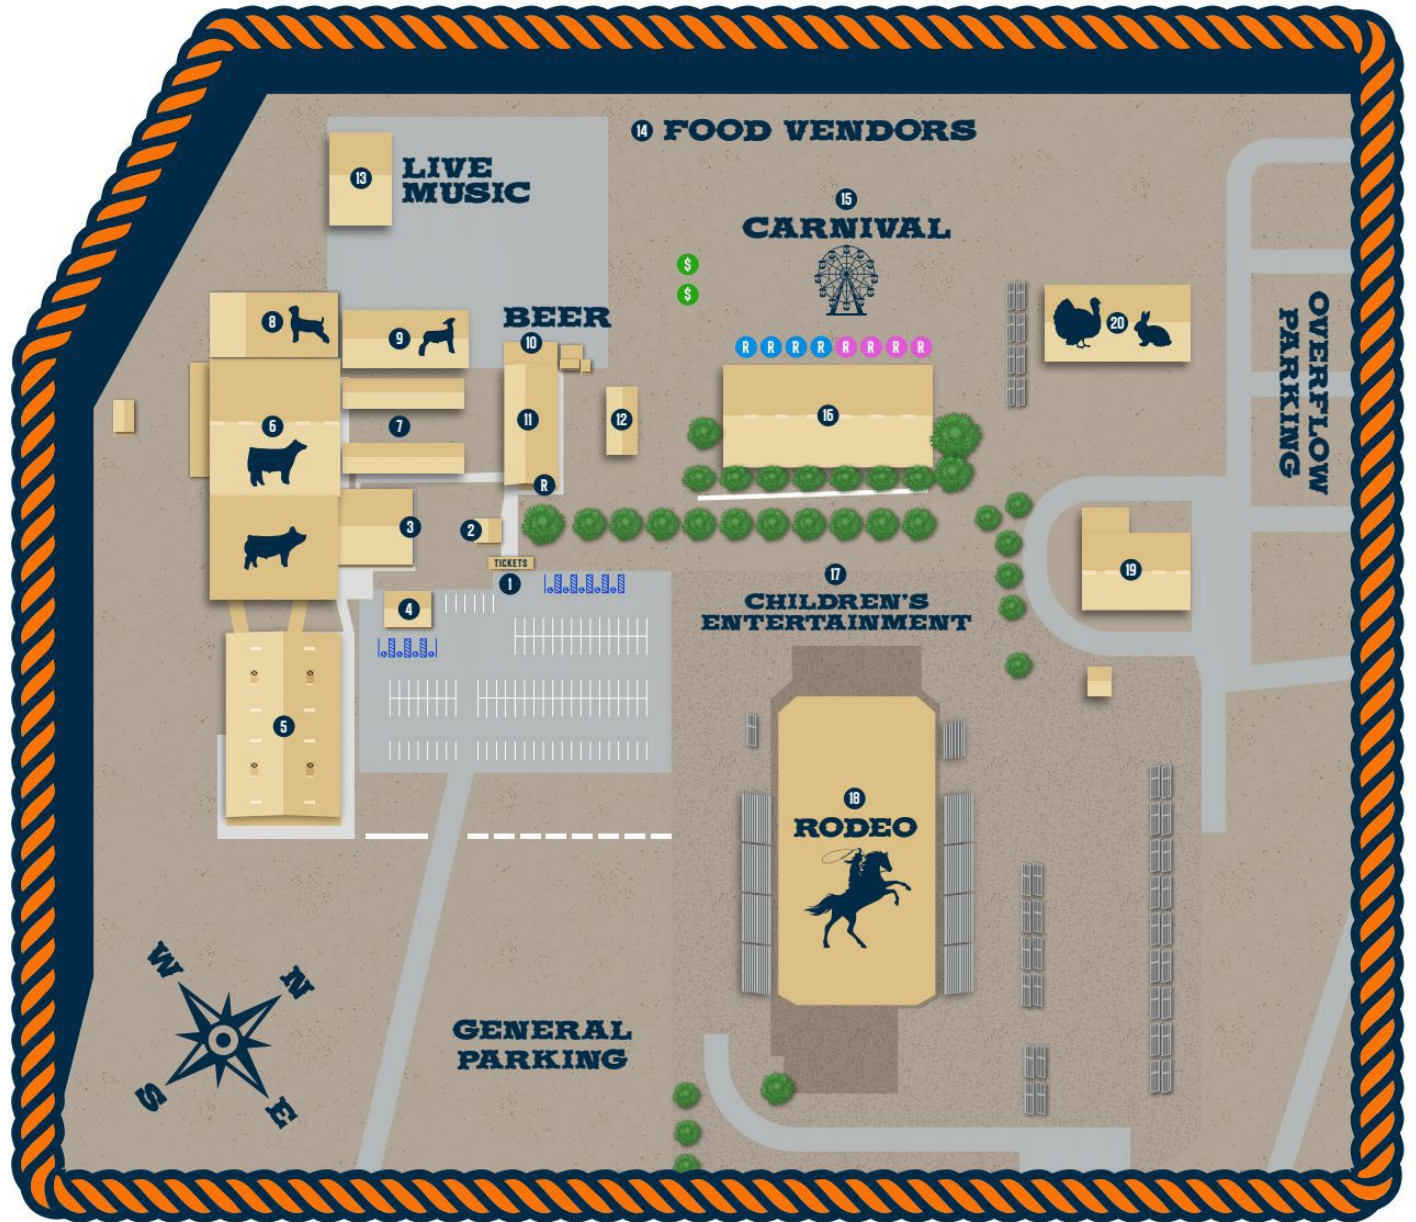 14 FOOD VENDORS
13 LIVE
MUSIC
15
CARNIVAL
$
$
BEER
10
8
9
20
OVERFLOW
PARKING
R R R R R R R R
6
7
11
12
16
R
3
2
TICKETS
1
4
17
CHILDREN'S
ENTERTAINMENT
19
5
18
RODEO
W
N
S
E
GENERAL
PARKING